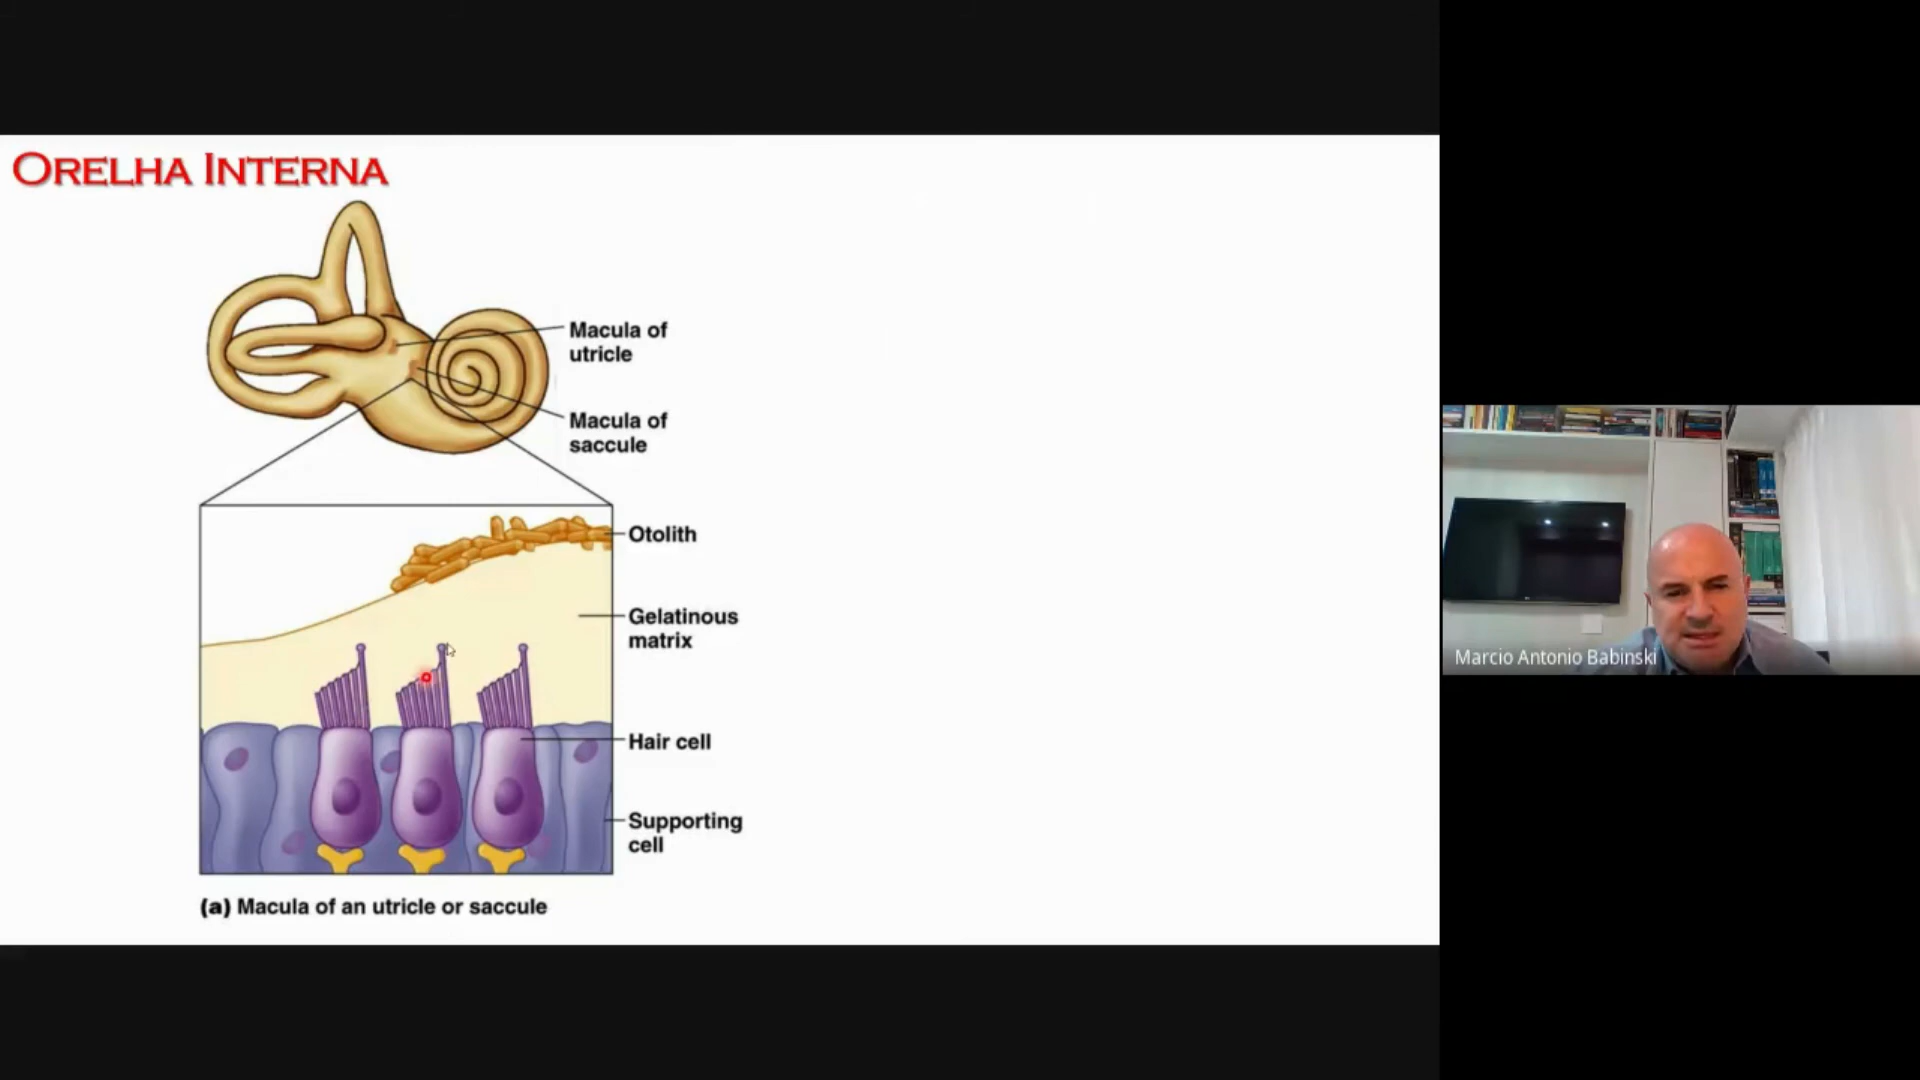 ORELHA INTERNA
Macula of
utricle
Macula of
saccule
Otolith
Gelatinous
matrix
Hair cell
Supporting
cell
(a) Macula of an utricle or saccule
Marcio Antonio Babinski